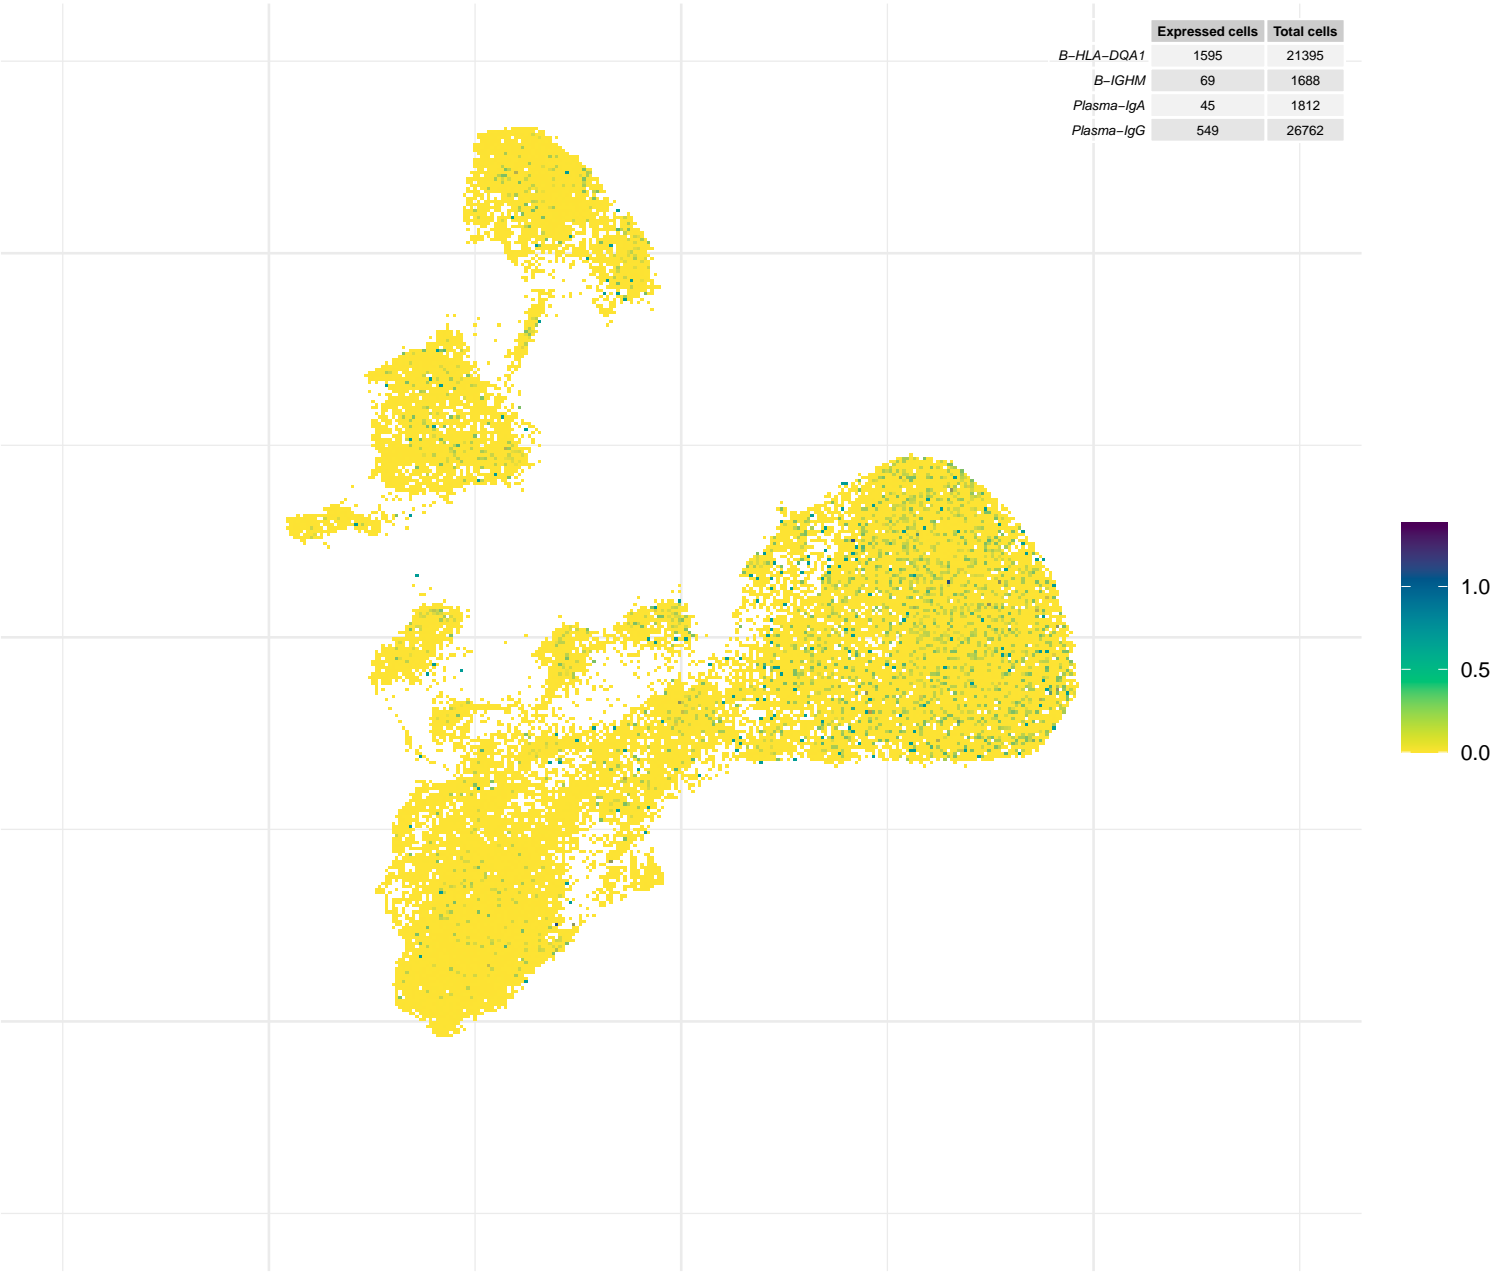 Expressed cells Total cells
B−HLA−DQA1 1595 21395
B−IGHM 69 1688
Plasma−IgA 45 1812
Plasma−IgG 549 26762
1.0
0.5
0.0